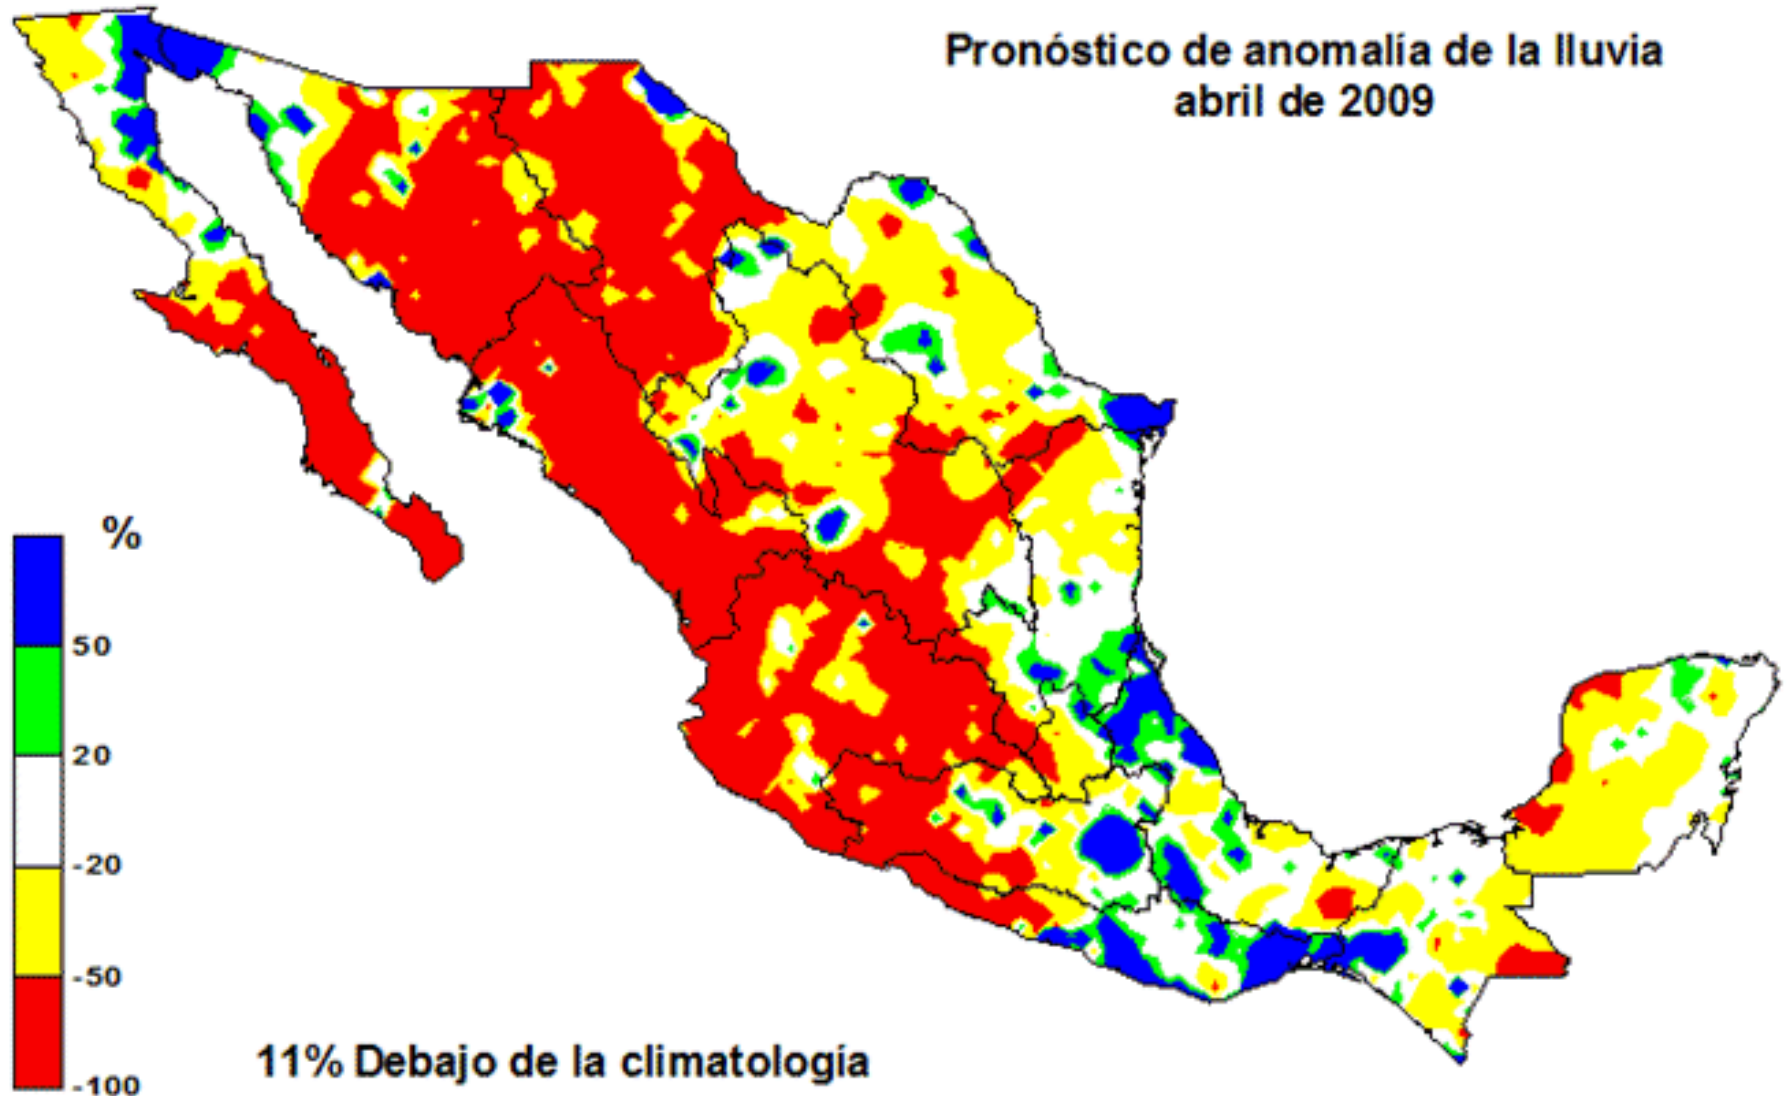 Pronóstico de anomalía de la lluvia
abril de 2009
%
50
20
-20
-50
-100
11% Debajo de la climatología